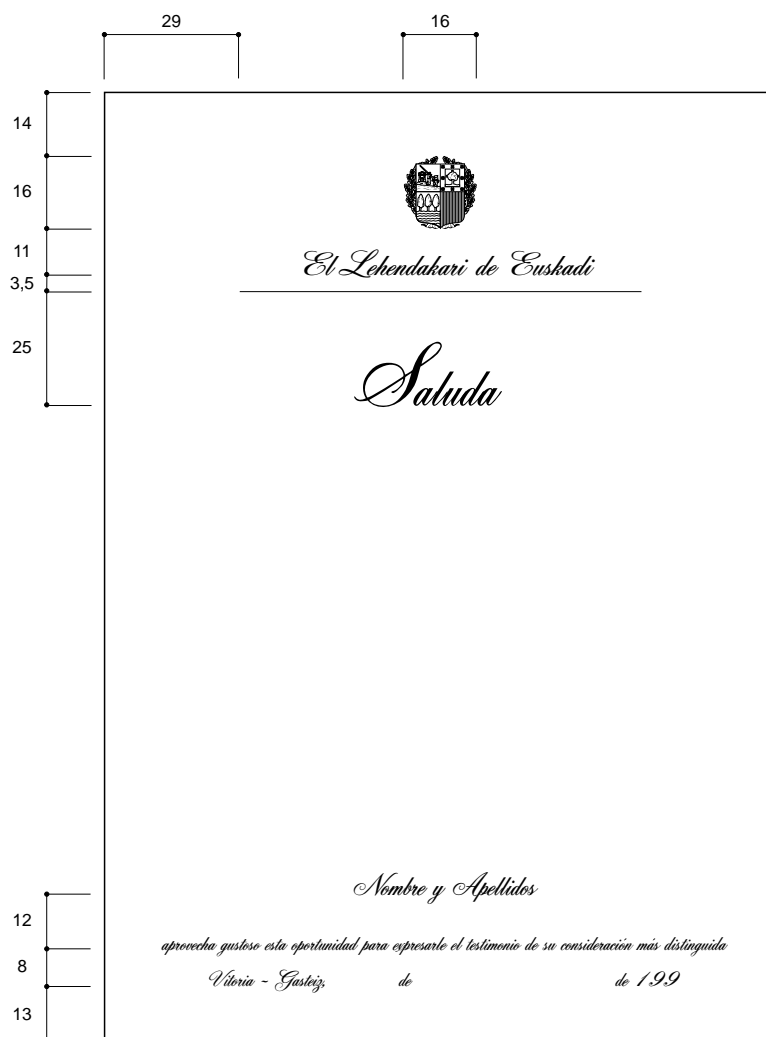 29 16
14
16
11
El Lehendakari de Euskadi
3,5
25
Saluda
Nombre y Apellidos
12
aprovecha gustoso esta oportunidad para expresarle el testimonio de su consideración más distinguida
8
Vitoria - Gasteiz, de de 199
13